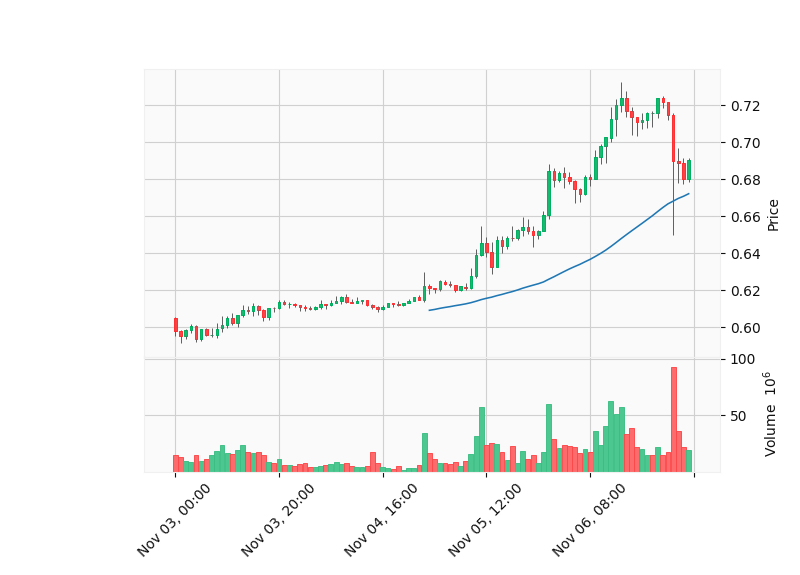 0.72
0.70
0.68
0.66
0.64
0.62
0.60
Price
100
50
Volume 10^6
Nov 03, 00:00
Nov 03, 20:00
Nov 04, 16:00
Nov 05, 12:00
Nov 06, 08:00